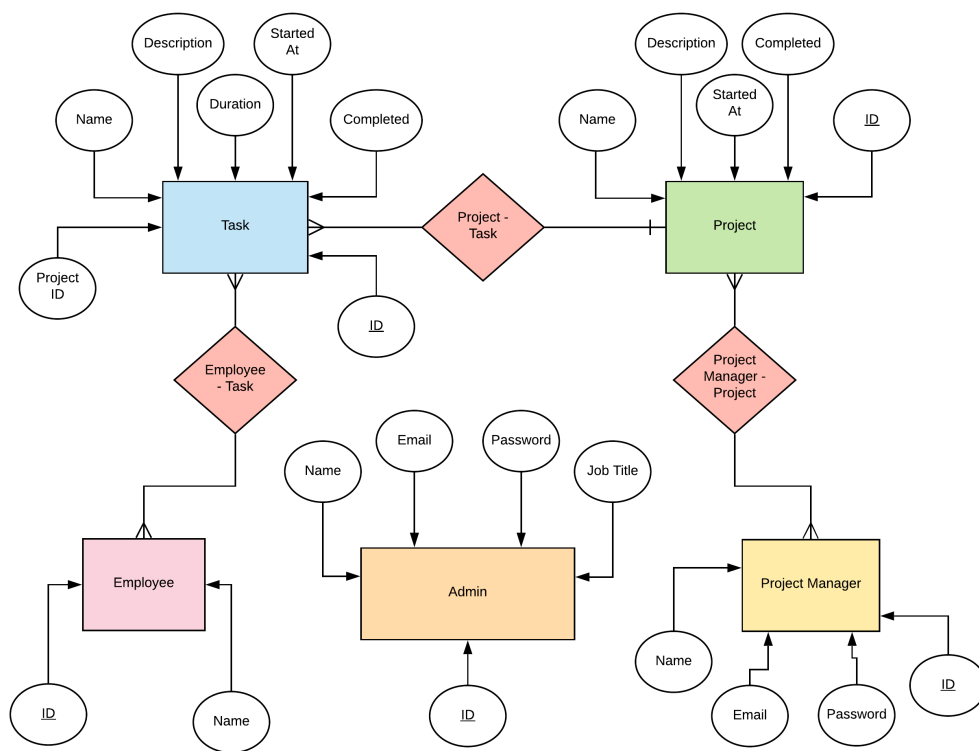 Description
Started
At
Description
Completed
Name
Duration
Completed
Name
Started
At
ID
Task
Project -
Task
Project
Project
ID
ID
Employee
- Task
Project
Manager -
Project
Name
Email
Password
Job Title
Employee
Admin
Project Manager
ID
Name
ID
Name
Email
Password
ID